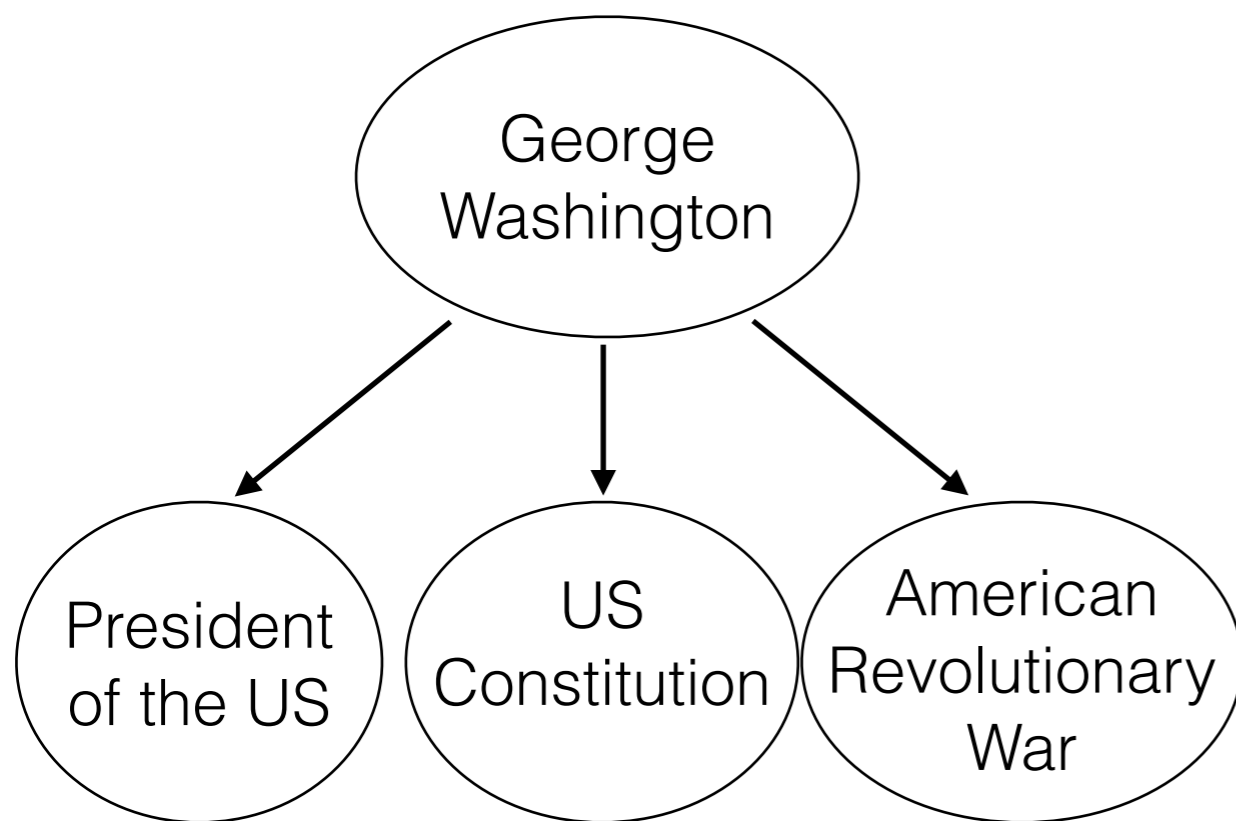 George
Washington
President
of the US
US
Constitution
American
Revolutionary
War